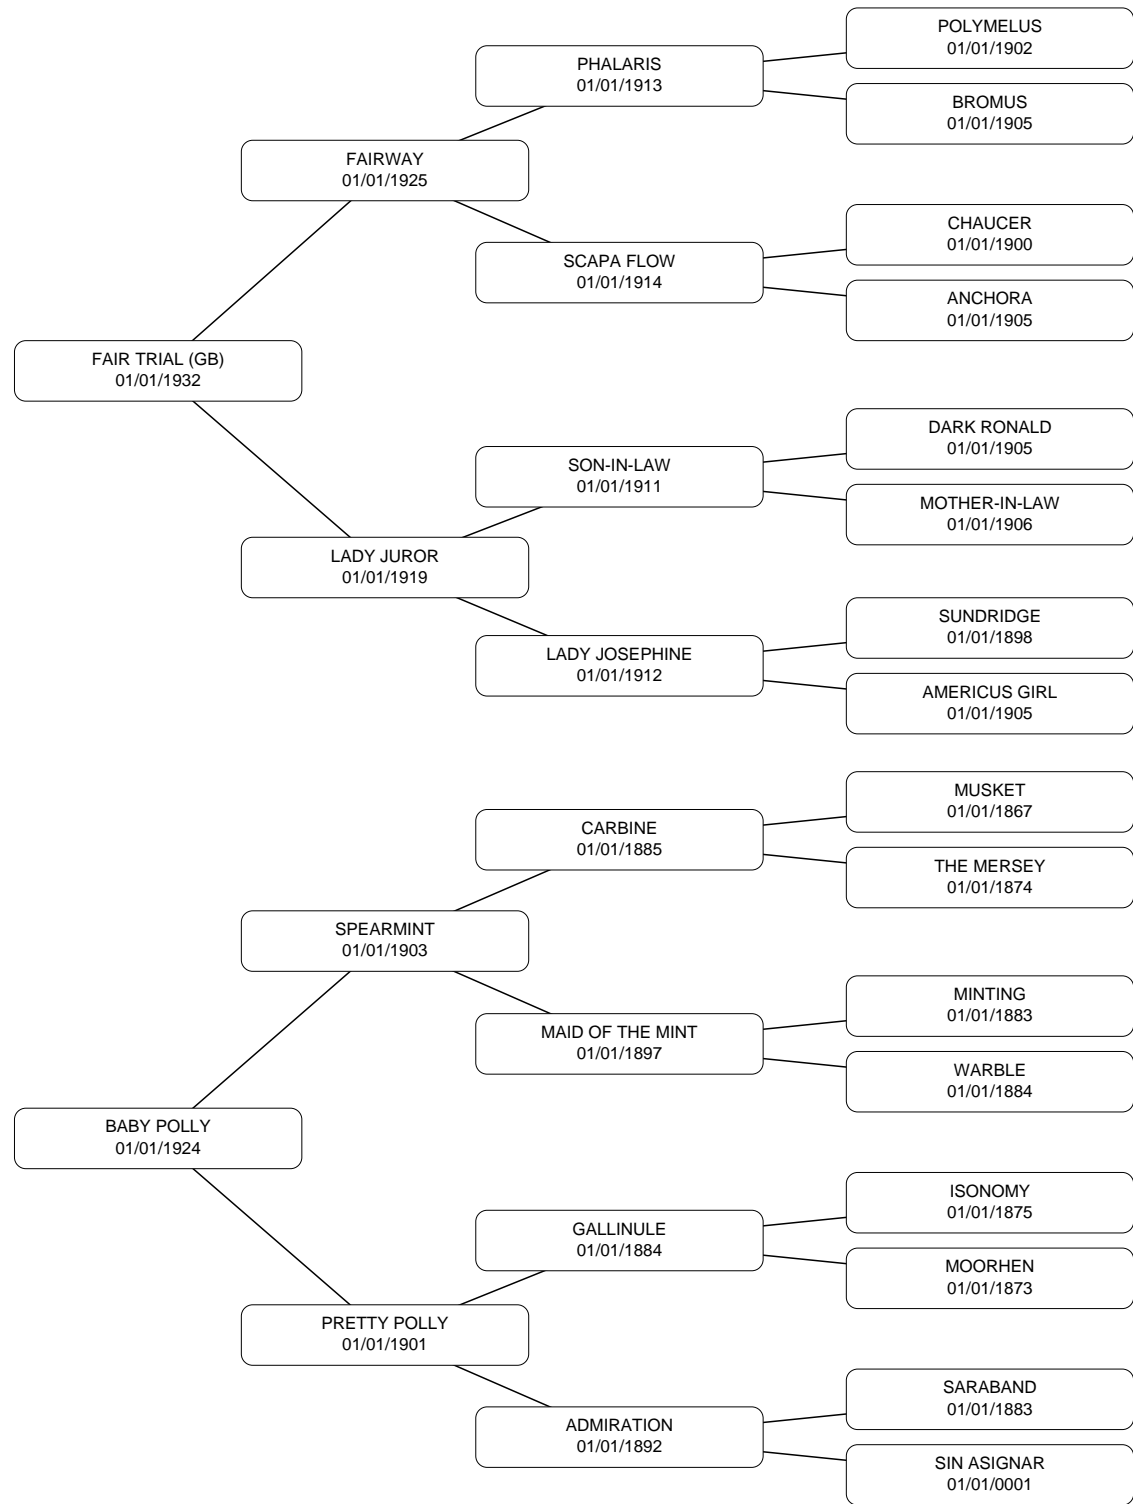 POLYMELUS
01/01/1902
PHALARIS
01/01/1913
BROMUS
01/01/1905
FAIRWAY
01/01/1925
CHAUCER
01/01/1900
SCAPA FLOW
01/01/1914
ANCHORA
01/01/1905
FAIR TRIAL (GB)
01/01/1932
DARK RONALD
01/01/1905
SON-IN-LAW
01/01/1911
MOTHER-IN-LAW
01/01/1906
LADY JUROR
01/01/1919
SUNDRIDGE
01/01/1898
LADY JOSEPHINE
01/01/1912
AMERICUS GIRL
01/01/1905
MUSKET
01/01/1867
CARBINE
01/01/1885
THE MERSEY
01/01/1874
SPEARMINT
01/01/1903
MINTING
01/01/1883
MAID OF THE MINT
01/01/1897
WARBLE
01/01/1884
BABY POLLY
01/01/1924
ISONOMY
01/01/1875
GALLINULE
01/01/1884
MOORHEN
01/01/1873
PRETTY POLLY
01/01/1901
SARABAND
01/01/1883
ADMIRATION
01/01/1892
SIN ASIGNAR
01/01/0001